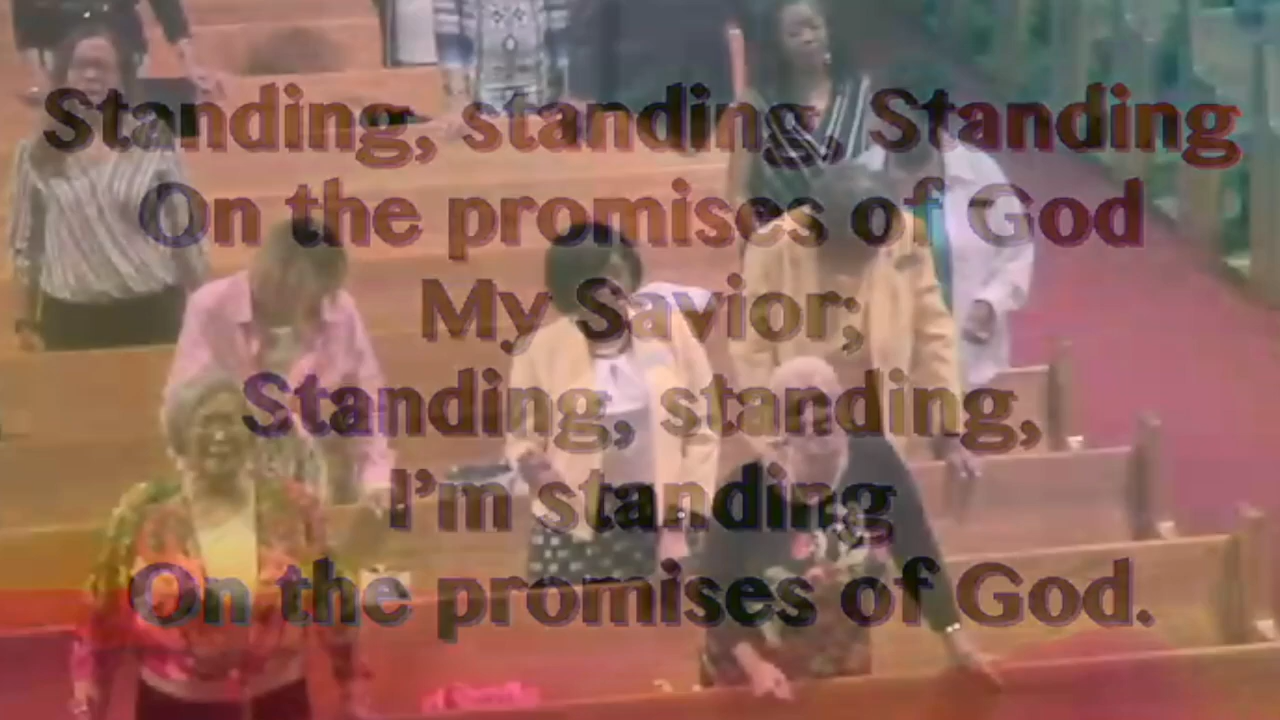 Standing, standing, Standing
On the promises of God
My Savior;
Standing, standing,
I'm standing
On the promises of God.